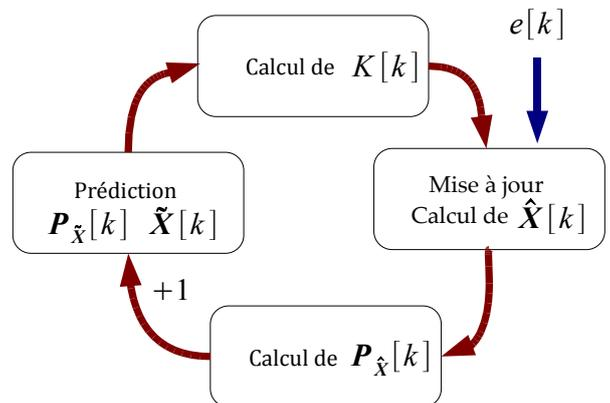 e[k]
Calcul de K[k]
Prédiction
P_X̃[k] X̃[k]
Mise à jour
Calcul de X̂[k]
+1
Calcul de P_X̂[k]